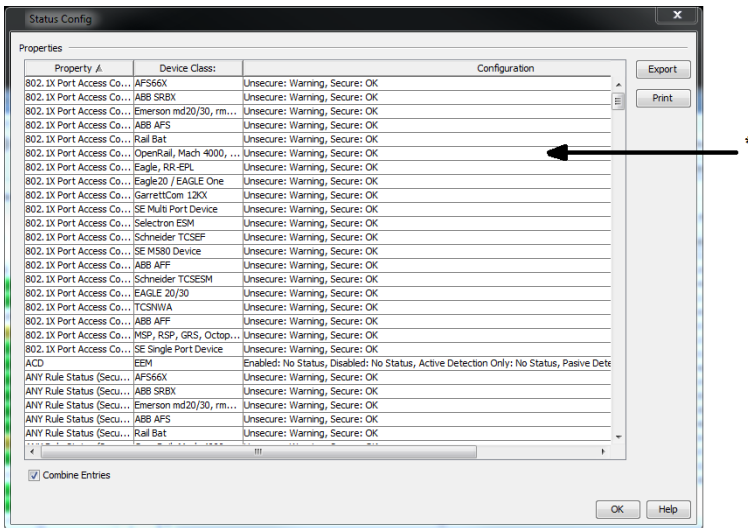 Status Config
x
Properties
Property Device Class: Configuration
802.1X Port Access Co... AFS66X Unsecure: Warning, Secure: OK
802.1X Port Access Co... ABB SRBX Unsecure: Warning, Secure: OK
802.1X Port Access Co... Emerson md20/30, rm... Unsecure: Warning, Secure: OK
802.1X Port Access Co... ABB AFS Unsecure: Warning, Secure: OK
802.1X Port Access Co... Rail Bat Unsecure: Warning, Secure: OK
802.1X Port Access Co... OpenRail, Mach 4000, ... Unsecure: Warning, Secure: OK
802.1X Port Access Co... Eagle, RR-EPL Unsecure: Warning, Secure: OK
802.1X Port Access Co... Eagle20 / EAGLE One Unsecure: Warning, Secure: OK
802.1X Port Access Co... GarrettCom 12KX Unsecure: Warning, Secure: OK
802.1X Port Access Co... SE Multi Port Device Unsecure: Warning, Secure: OK
802.1X Port Access Co... Selectron ESM Unsecure: Warning, Secure: OK
802.1X Port Access Co... Schneider TCSEF Unsecure: Warning, Secure: OK
802.1X Port Access Co... SE M580 Device Unsecure: Warning, Secure: OK
802.1X Port Access Co... ABB AFF Unsecure: Warning, Secure: OK
802.1X Port Access Co... Schneider TCSESM Unsecure: Warning, Secure: OK
802.1X Port Access Co... EAGLE 20/30 Unsecure: Warning, Secure: OK
802.1X Port Access Co... TCSNWA Unsecure: Warning, Secure: OK
802.1X Port Access Co... ABB AFF Unsecure: Warning, Secure: OK
802.1X Port Access Co... MSP, RSP, GRS, Octop... Unsecure: Warning, Secure: OK
802.1X Port Access Co... SE Single Port Device Unsecure: Warning, Secure: OK
ACD EEM Enabled: No Status, Disabled: No Status, Active Detection Only: No Status, Pasive Dete
ANY Rule Status (Secu... AFS66X Unsecure: Warning, Secure: OK
ANY Rule Status (Secu... ABB SRBX Unsecure: Warning, Secure: OK
ANY Rule Status (Secu... Emerson md20/30, rm... Unsecure: Warning, Secure: OK
ANY Rule Status (Secu... ABB AFS Unsecure: Warning, Secure: OK
ANY Rule Status (Secu... Rail Bat Unsecure: Warning, Secure: OK
Export
Print
*
Combine Entries
OK Help